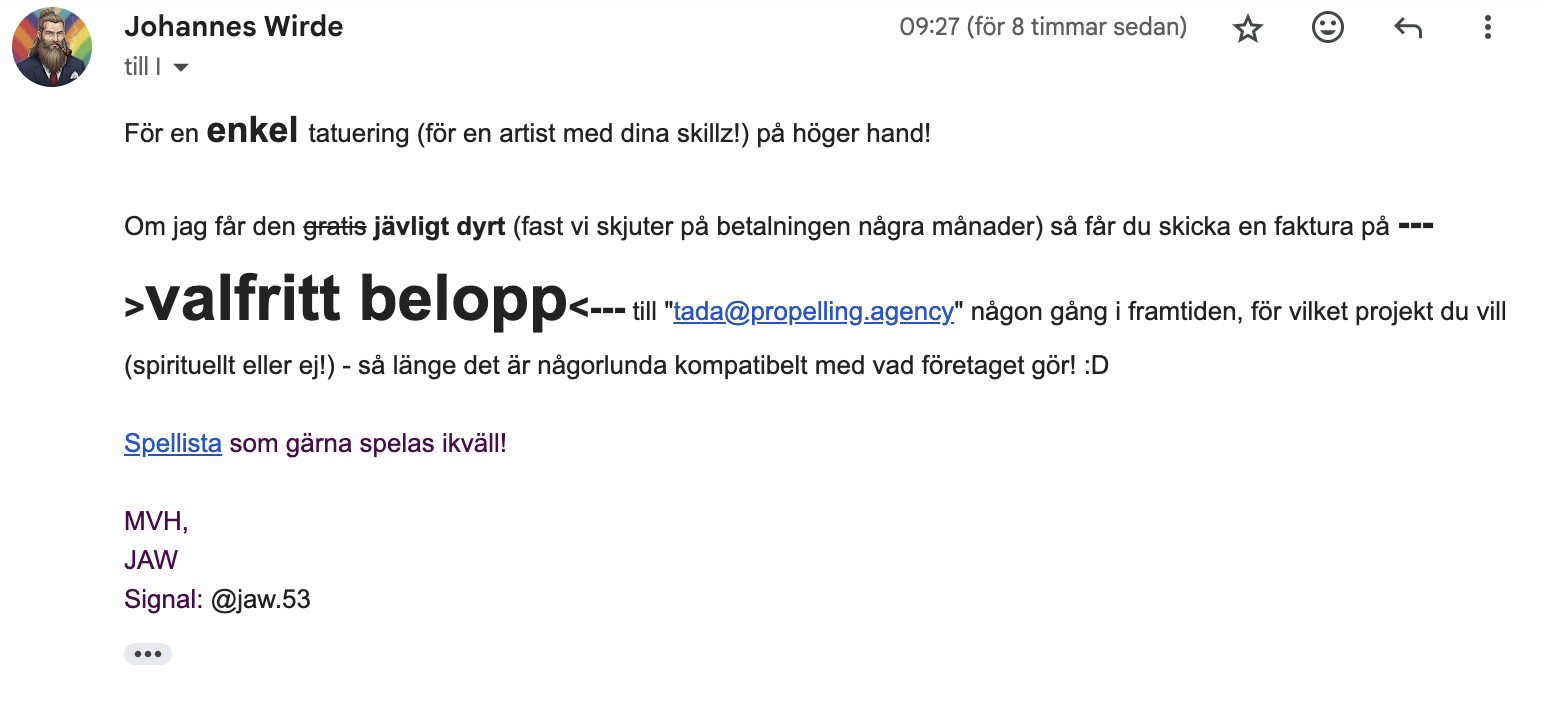 Johannes Wirde
09:27 (för 8 timmar sedan)
till I
För en enkel tatuering (för en artist med dina skillz!) på höger hand!
Om jag får den gratis jävligt dyrt (fast vi skjuter på betalningen några månader) så får du skicka en faktura på ---
>valfritt belopp<--- till "tada@propelling.agency" någon gång i framtiden, för vilket projekt du vill
(spirituellt eller ej!) - så länge det är någorlunda kompatibelt med vad företaget gör! :D
Spellista som gärna spelas ikväll!
MVH,
JAW
Signal: @jaw.53